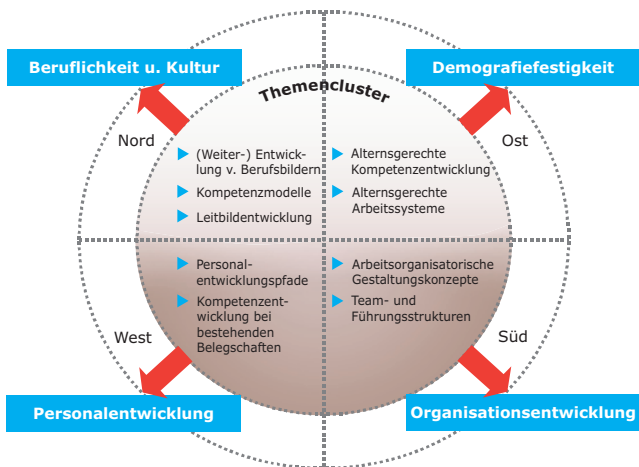 Beruflichkeit u. Kultur
Demografiefestigkeit
Themencluster
Nord
Ost
(Weiter-) Entwick-
lung v. Berufsbildern
Kompetenzmodelle
Leitbildentwicklung
Alternsgerechte
Kompetenzentwicklung
Alternsgerechte
Arbeitssysteme
Personal-
entwicklungspfade
Kompetenzent-
wicklung bei
bestehenden
Belegschaften
Arbeitsorganisatorische
Gestaltungskonzepte
Team- und
Führungsstrukturen
West
Süd
Personalentwicklung
Organisationsentwicklung